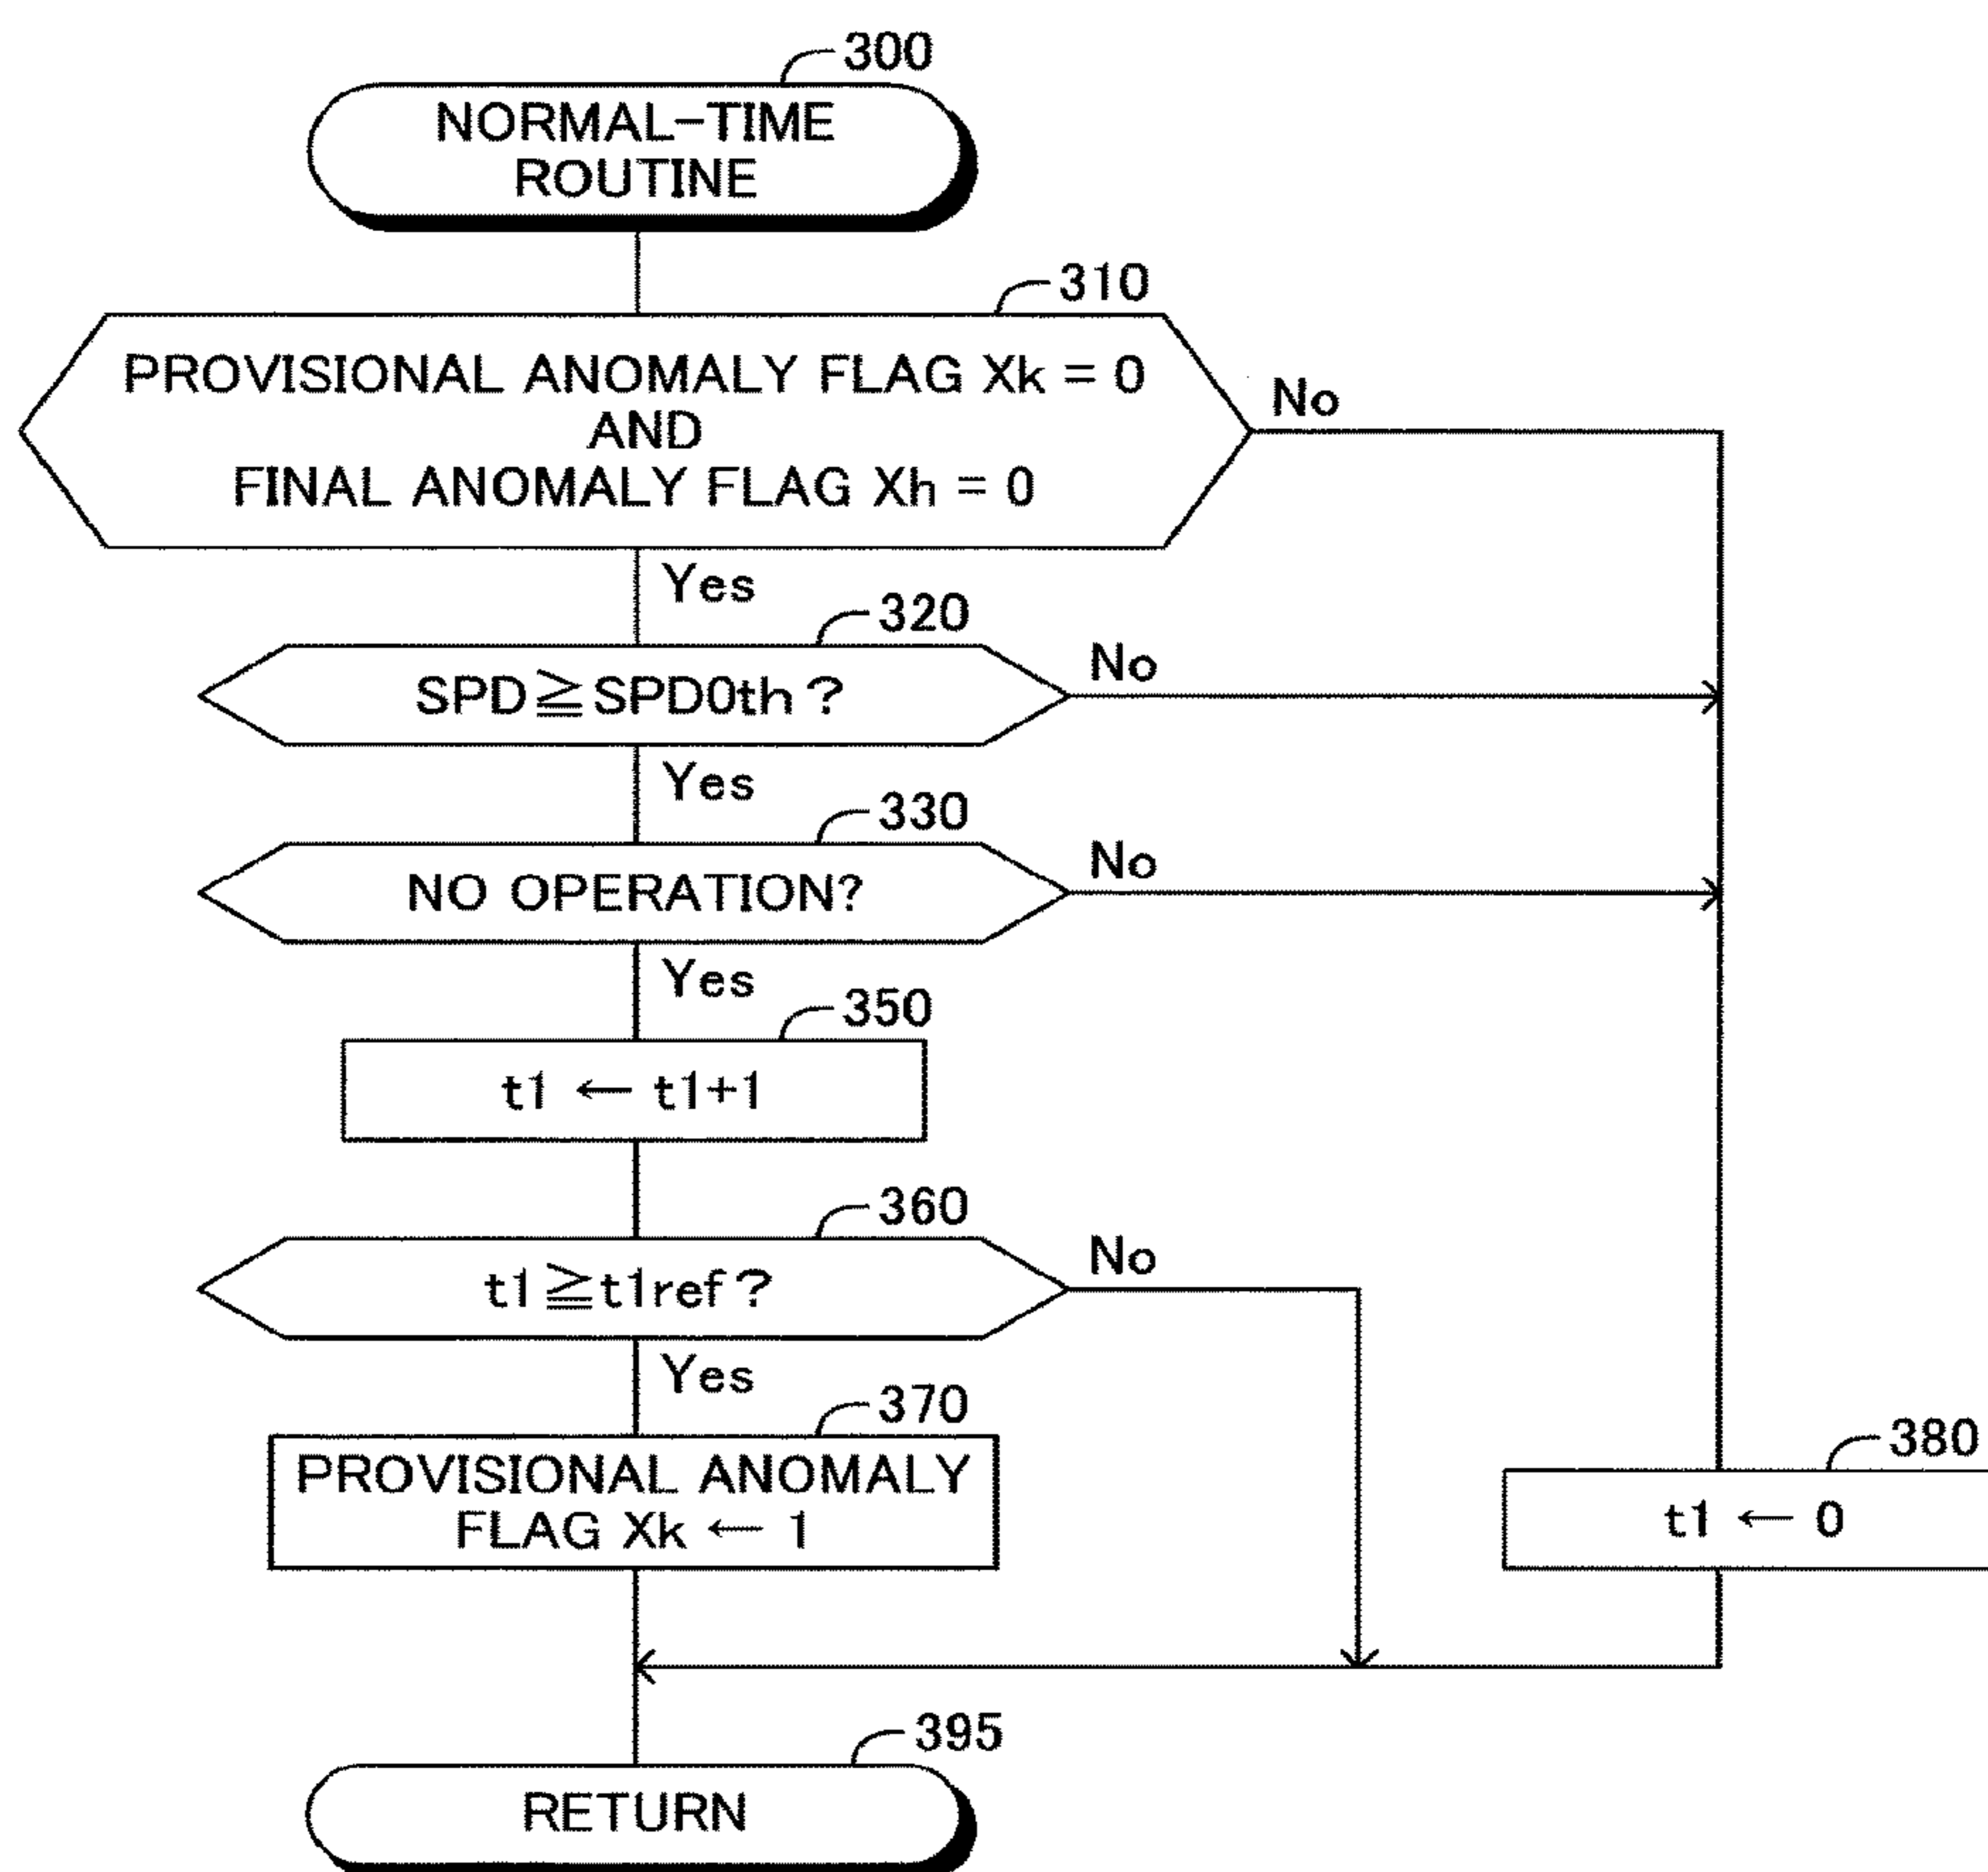 300
NORMAL-TIME
ROUTINE
310
PROVISIONAL ANOMALY FLAG Xk = 0
AND
FINAL ANOMALY FLAG Xh = 0
No
Yes
320
SPD≧SPD0th?
No
Yes
330
NO OPERATION?
No
Yes
350
t1 ← t1+1
360
t1≧t1ref?
No
Yes
370
PROVISIONAL ANOMALY
FLAG Xk ← 1
380
t1 ← 0
395
RETURN